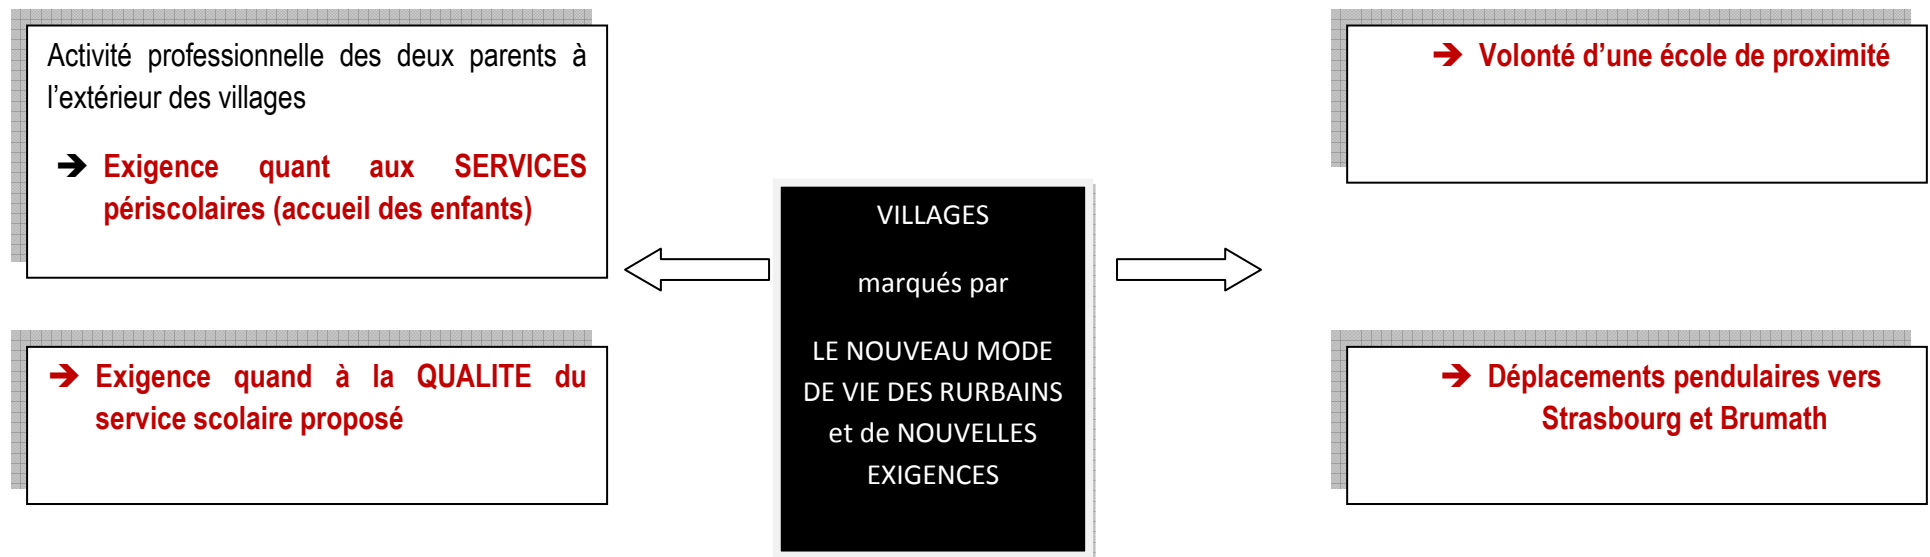 Activité professionnelle des deux parents à
l’extérieur des villages
➔ Exigence quant aux SERVICES
périscolaires (accueil des enfants)
➔ Exigence quand à la QUALITE du
service scolaire proposé
VILLAGES
marqués par
LE NOUVEAU MODE
DE VIE DES RURBAINS
et de NOUVELLES
EXIGENCES
➔ Volonté d’une école de proximité
➔ Déplacements pendulaires vers
Strasbourg et Brumath